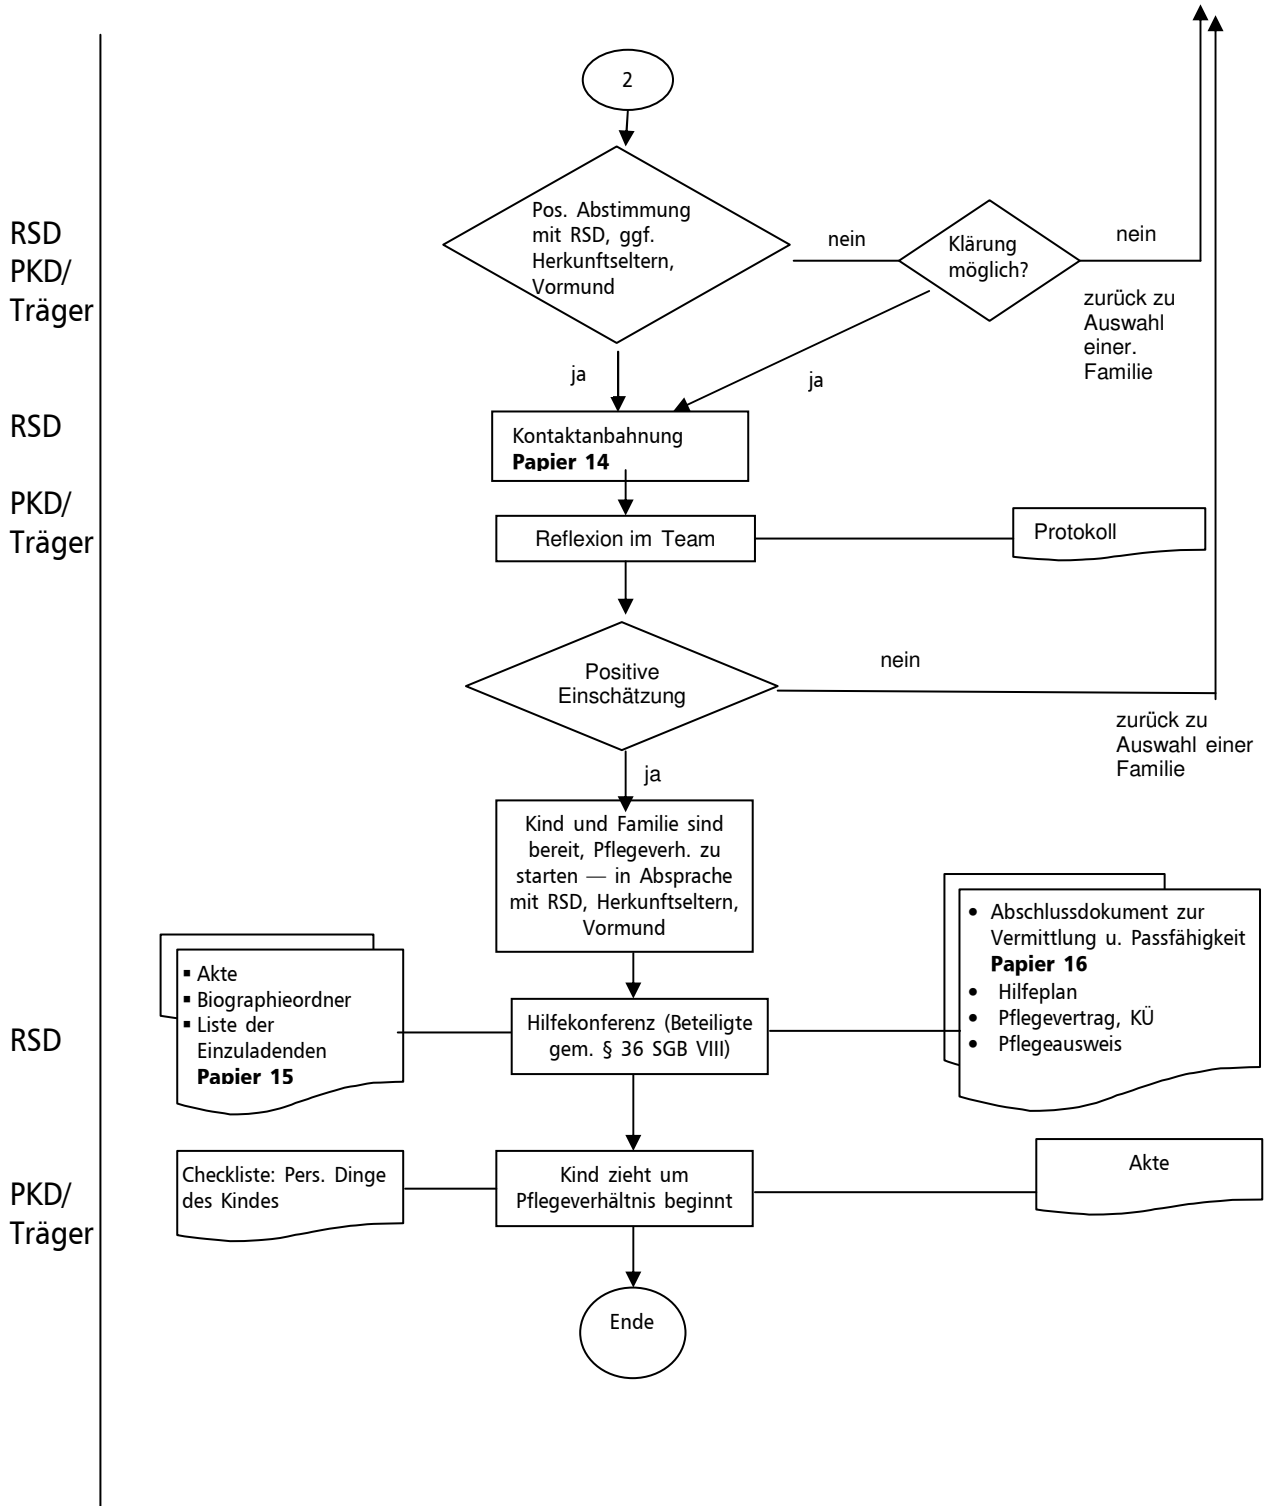 2
Pos. Abstimmung
mit RSD, ggf.
Herkunftseltern,
Vormund
nein
Klärung
möglich?
nein
RSD
PKD/
Träger
zurück zu
Auswahl
einer.
Familie
ja
ja
RSD
Kontaktanbahnung
Papier 14
PKD/
Träger
Reflexion im Team
Protokoll
Positive
Einschätzung
nein
zurück zu
Auswahl einer
Familie
ja
Kind und Familie sind
bereit, Pflegeverh. zu
starten — in Absprache
mit RSD, Herkunftseltern,
Vormund
RSD
▪ Akte
▪ Biographieordner
▪ Liste der
Einzuladenden
Papier 15
Hilfekonferenz (Beteiligte
gem. § 36 SGB VIII)
• Abschlussdokument zur
Vermittlung u. Passfähigkeit
Papier 16
• Hilfeplan
• Pflegevertrag, KÜ
• Pflegeausweis
PKD/
Träger
Checkliste: Pers. Dinge
des Kindes
Kind zieht um
Pflegeverhältnis beginnt
Akte
Ende